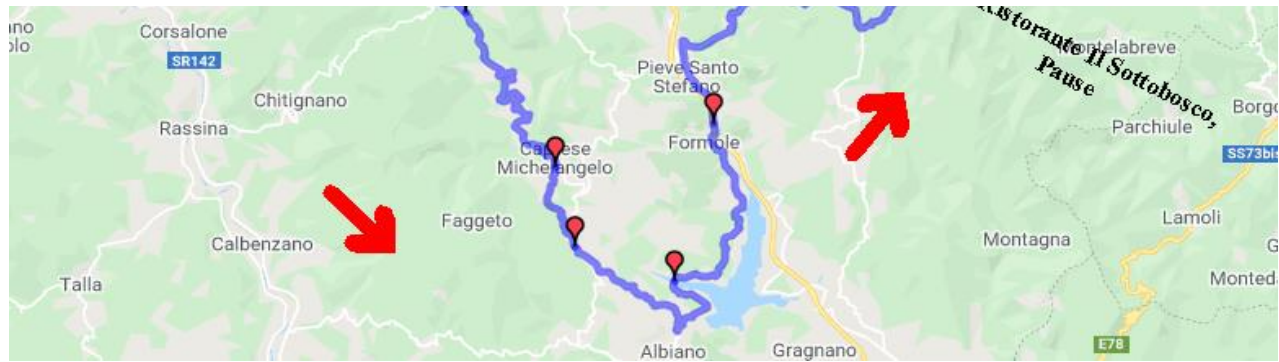 Corsalone
SR142
Chitignano
Rassina
Pieve Santo
Stefano
Ristorante Il Sottobosco,
Pause
Parchiule
SS73bis
Formole
Michelangelo
Faggeto
Calbenzano
Talla
Lamoli
Montagna
E78
Albiano
Gragnano